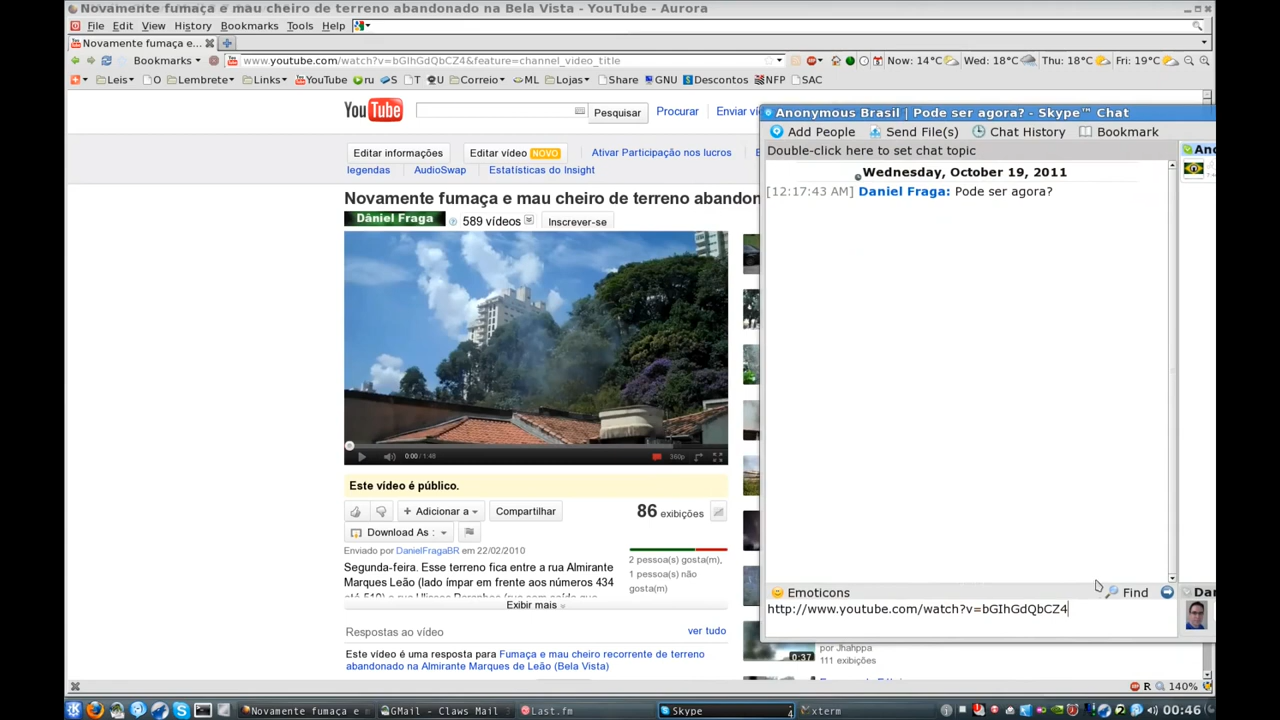 Novamente fumaça e mau cheiro de terreno abandonado na Bela Vista - YouTube - Aurora
File Edit View History Bookmarks Tools Help
Novamente fumaça e...
Bookmarks www.youtube.com/watch?v=bGIhGdQbCZ4&feature=channel_video_title Now: 14°C Wed: 18°C Thu: 18°C Fri: 19°C
Leis O Lembrete Links YouTube ru S T U Correio ML Lojas Share GNU Descontos NFP SAC
YouTube Pesquisar Procurar Enviar ví
Editar informações Editar vídeo NOVO Ativar Participação nos lucros
legendas AudioSwap Estatísticas do Insight
Novamente fumaça e mau cheiro de terreno abandon
Daniel Fraga 589 vídeos Inscrever-se
0:00 / 1:48 360p
Este vídeo é público.
Adicionar a Compartilhar 86 exibições
Download As :
Enviado por DanielFragaBR em 22/02/2010
Segunda-feira. Esse terreno fica entre a rua Almirante
Marques Leão (lado ímpar em frente aos números 434
2 pessoa(s) gosta(m),
1 pessoa(s) não
gosta(m)
Exibir mais
Respostas ao vídeo ver tudo
Este vídeo é uma resposta para Fumaça e mau cheiro recorrente de terreno
abandonado na Almirante Marques de Leão (Bela Vista)
Anonymous Brasil | Pode ser agora? - Skype™ Chat
Add People Send File(s) Chat History Bookmark
Double-click here to set chat topic
Wednesday, October 19, 2011
[12:17:43 AM] Daniel Fraga: Pode ser agora?
Emoticons Find
http://www.youtube.com/watch?v=bGIhGdQbCZ4
0:37
por Jhahppa
111 exibições
R 140%
Novamente fumaça e GMail - Claws Mail Last.fm Skype 4 xterm 00:46